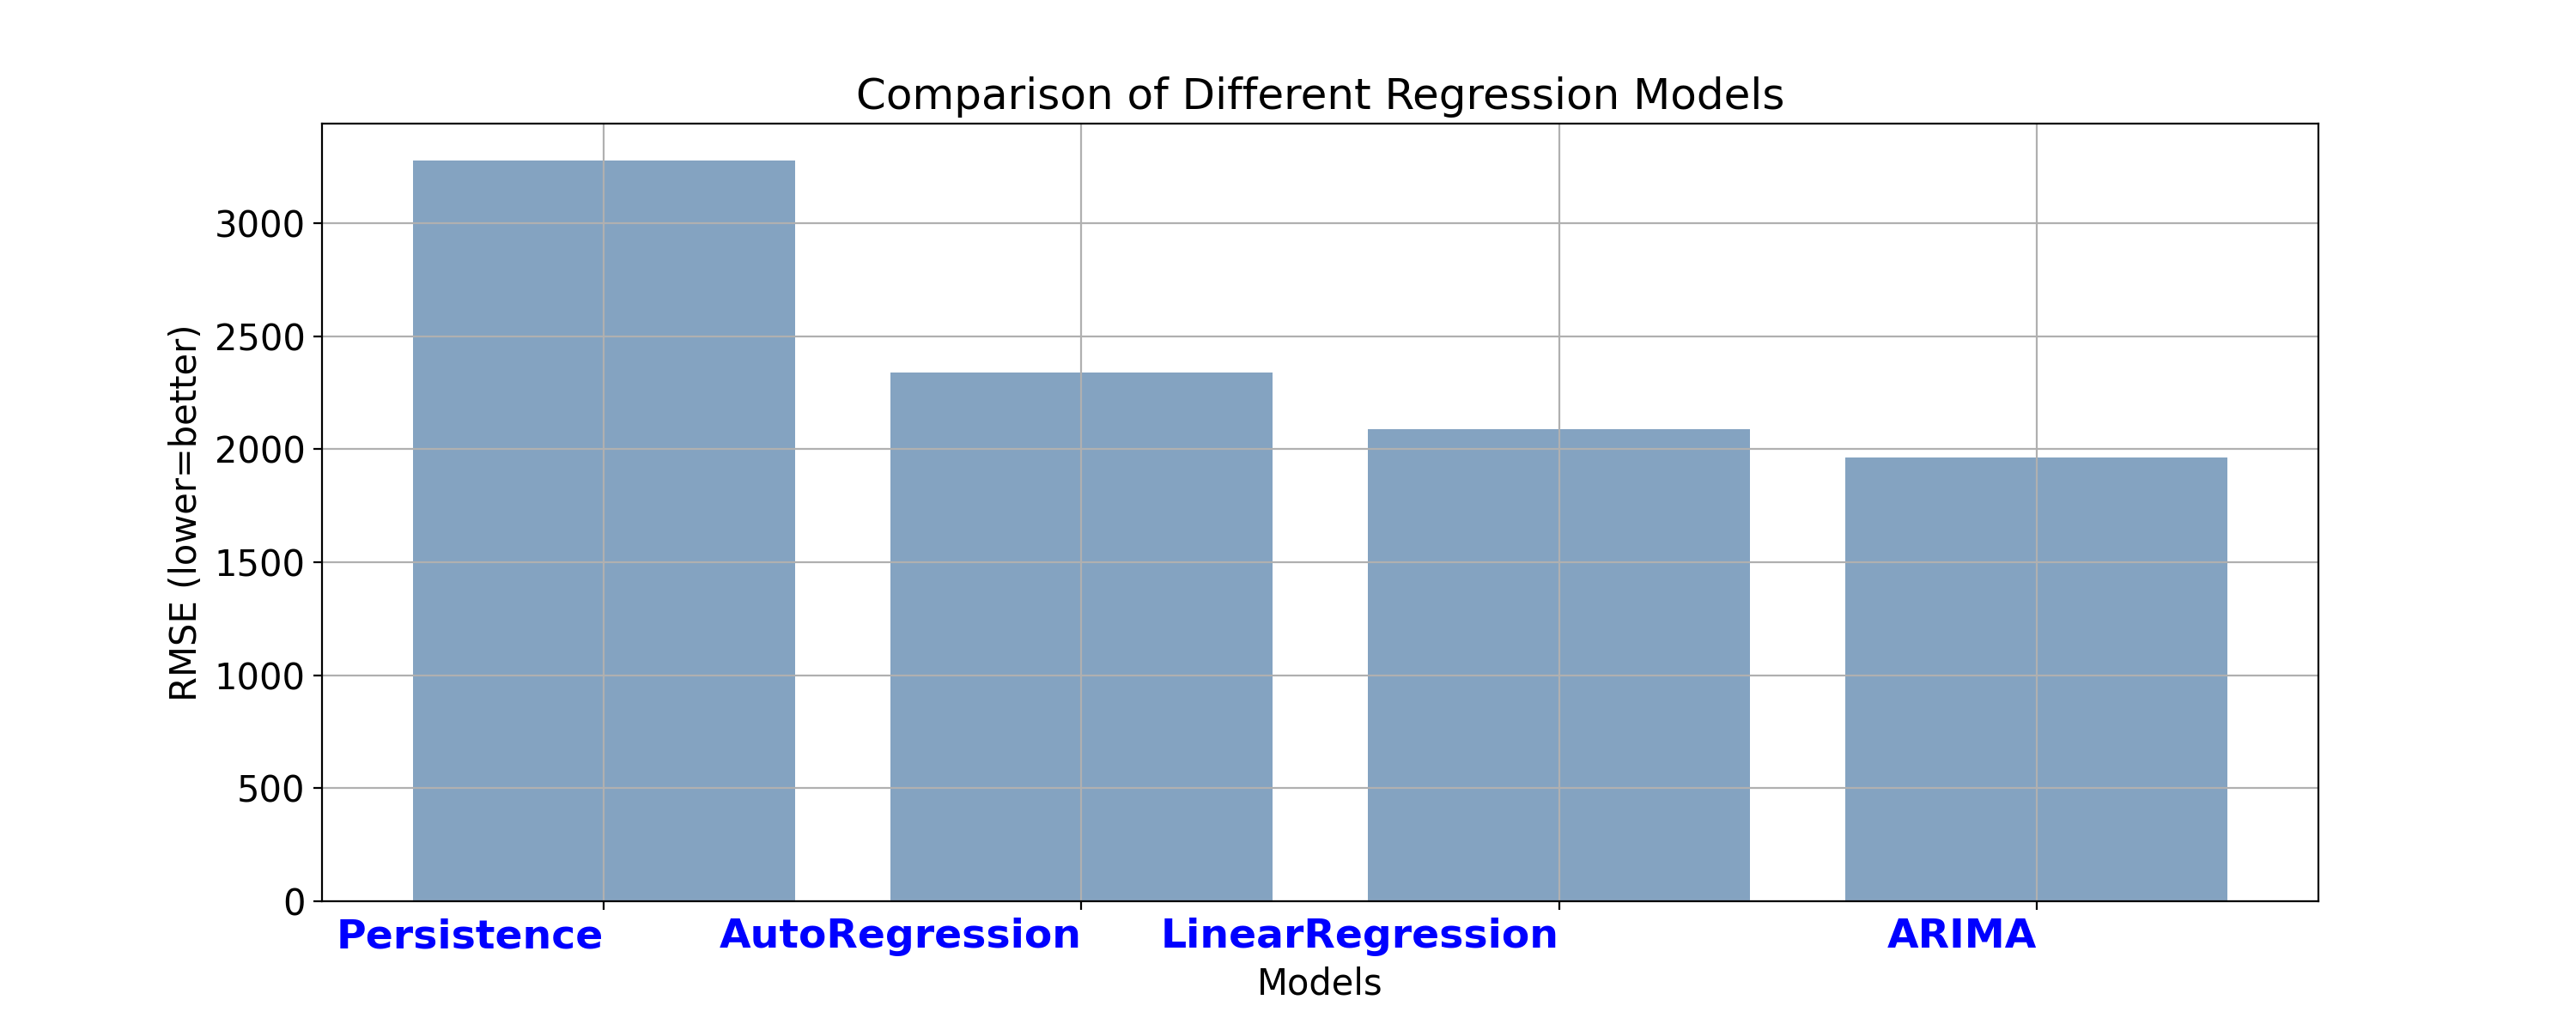 Comparison of Different Regression Models
RMSE (lower=better)
3000
2500
2000
1500
1000
500
0
Persistence AutoRegression LinearRegression ARIMA
Models